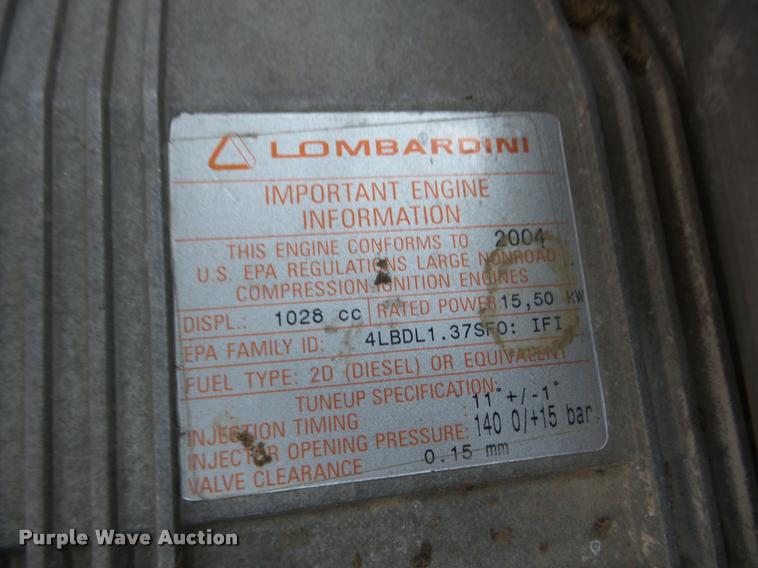 LOMBARDINI
IMPORTANT ENGINE
INFORMATION
THIS ENGINE CONFORMS TO 2004
U.S. EPA REGULATIONS LARGE NONROAD
COMPRESSION-IGNITION ENGINES
DISPL.: 1028 cc RATED POWER 15,50 kW
EPA FAMILY ID: 4LBDL1.37SFO: IFI
FUEL TYPE: 2D (DIESEL) OR EQUIVALENT
TUNEUP SPECIFICATION:
INJECTION TIMING : 11°+/-1°
INJECTOR OPENING PRESSURE: 140 0/+15 bar
VALVE CLEARANCE 0.15 mm
Purple Wave Auction